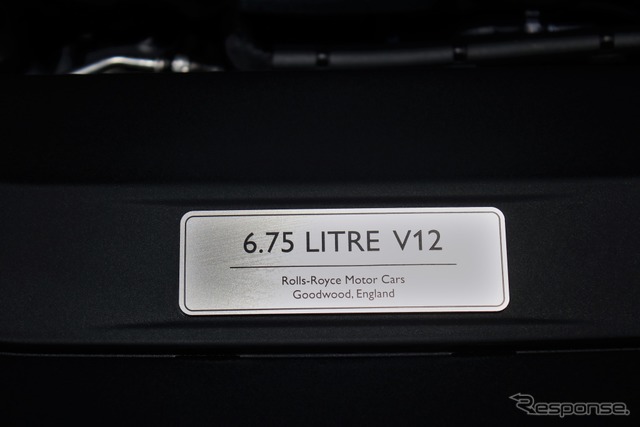 6.75 LITRE V12
Rolls-Royce Motor Cars
Goodwood, England
Response.